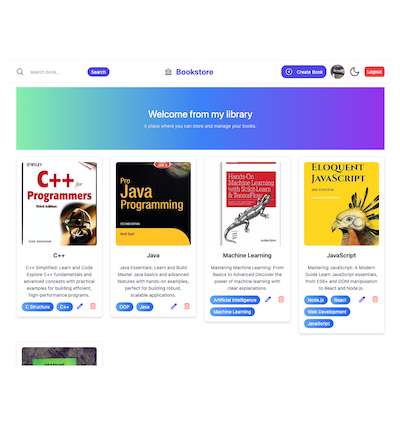 search book...
Search
Bookstore
Create Book
Logout
Welcome from my library
A place where you can store and manage your books.
WILEY
C++ for
Programmers
Third Edition
Pro
Java
Programming
SECOND EDITION
Hands-On
Machine Learning
with Scikit-Learn
& TensorFlow
ELOQUENT
JAVASCRIPT
C++
C++ Simplified: Learn and Code
Explore C++ fundamentals and
advanced concepts with practical
examples for building efficient,
high-performance programs.
C Structure
C++
Java
Java Essentials: Learn and Build
Master Java basics and advanced
features with hands-on examples,
perfect for building robust,
scalable applications.
OOP
Java
Machine Learning
Mastering Machine Learning: From
Basics to Advanced Discover the
power of machine learning with
clear explanations.
Artificial Intelligence
Machine Learning
JavaScript
Mastering JavaScript: A Modern
Guide Learn JavaScript essentials,
from ES6+ and DOM manipulation
to React and Node.js.
Node.js
React
Web Development
JavaScript